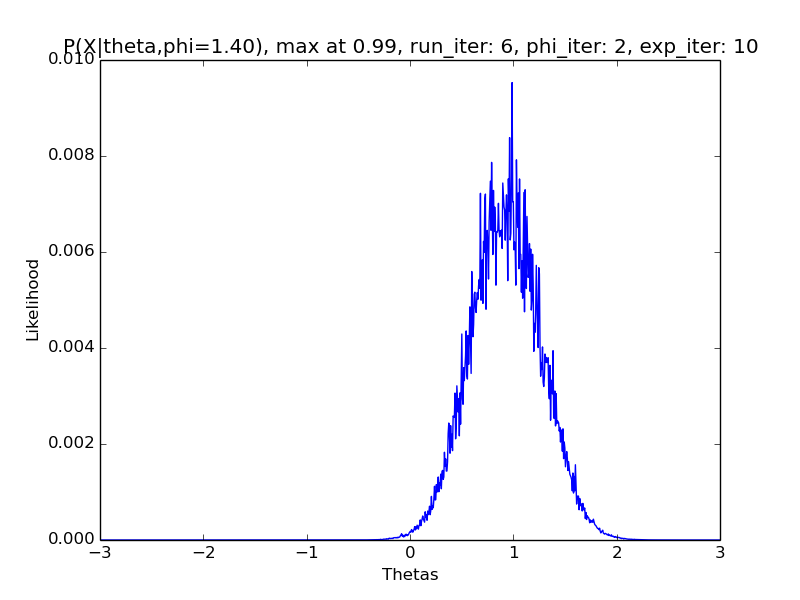 P(X|theta,phi=1.40), max at 0.99, run_iter: 6, phi_iter: 2, exp_iter: 10
0.010
0.008
0.006
0.004
0.002
0.000
Likelihood
−3 −2 −1 0 1 2 3
Thetas